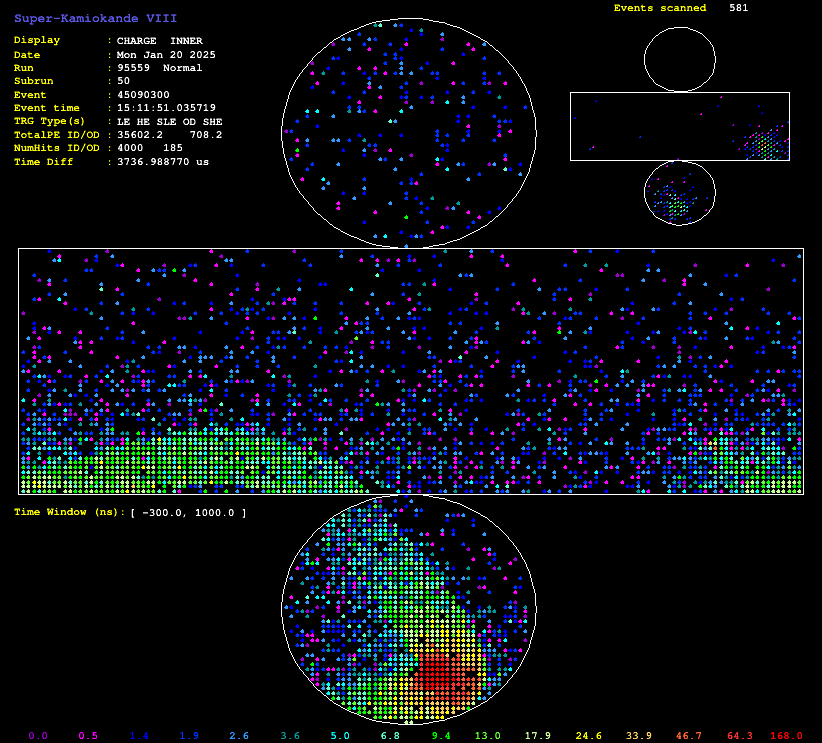 Super-Kamiokande VIII
Events scanned 581
Display : CHARGE INNER
Date : Mon Jan 20 2025
Run : 95559 Normal
Subrun : 50
Event : 45090300
Event time : 15:11:51.035719
TRG Type(s) : LE HE SLE OD SHE
TotalPE ID/OD : 35602.2 708.2
NumHits ID/OD : 4000 185
Time Diff : 3736.988770 us
Time Window (ns): [ -300.0, 1000.0 ]
0.0 0.5 1.4 1.9 2.6 3.6 5.0 6.8 9.4 13.0 17.9 24.6 33.9 46.7 64.3 168.0